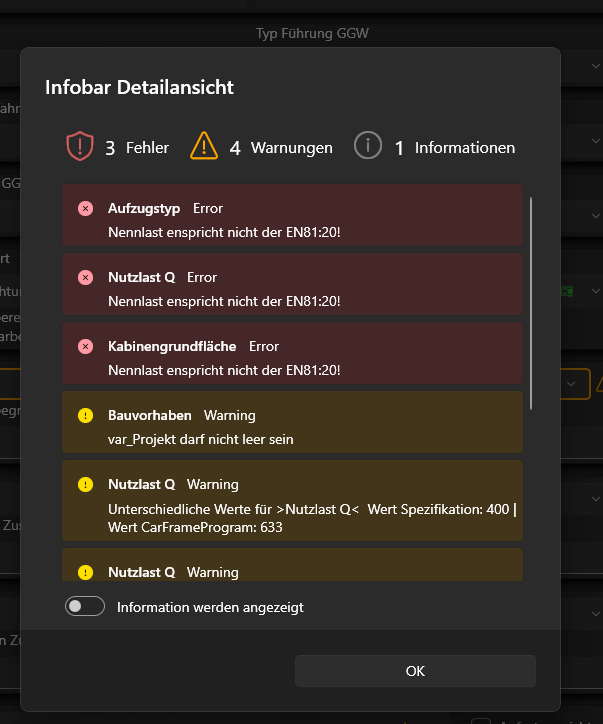 Typ Führung GGW
Infobar Detailansicht
3 Fehler 4 Warnungen 1 Informationen
Aufzugstyp Error
Nennlast enspricht nicht der EN81:20!
Nutzlast Q Error
Nennlast enspricht nicht der EN81:20!
Kabinengrundfläche Error
Nennlast enspricht nicht der EN81:20!
Bauvorhaben Warning
var_Projekt darf nicht leer sein
Nutzlast Q Warning
Unterschiedliche Werte für >Nutzlast Q< Wert Spezifikation: 400 |
Wert CarFrameProgram: 633
Nutzlast Q Warning
Information werden angezeigt
OK